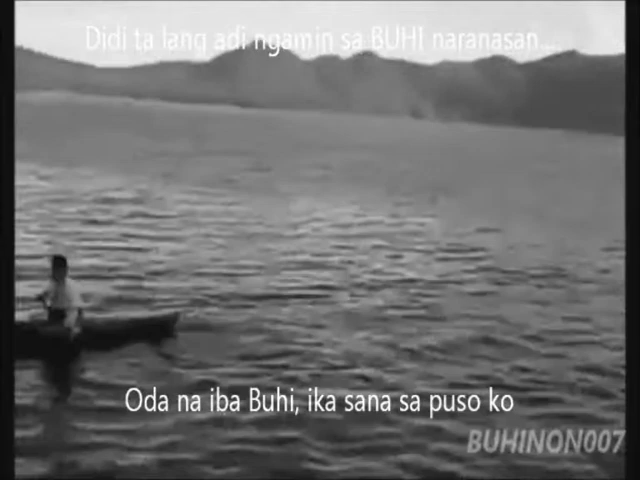 Didi ta lang adi ngamin sa BUHI naranasan....
Oda na iba Buhi, ika sana sa puso ko
BUHINON007